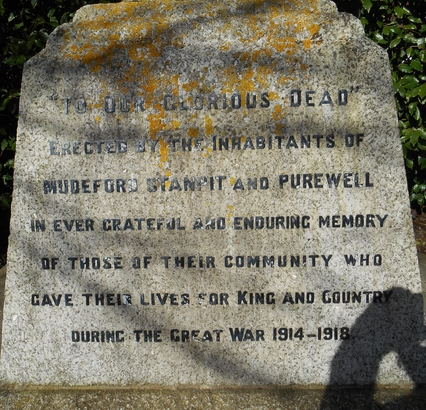 "To Our Glorious Dead"
Erected by the Inhabitants of
Mudeford Stanpit and Purewell
in ever grateful and enduring memory
of those of their community who
gave their lives for King and Country
during the Great War 1914-1918.